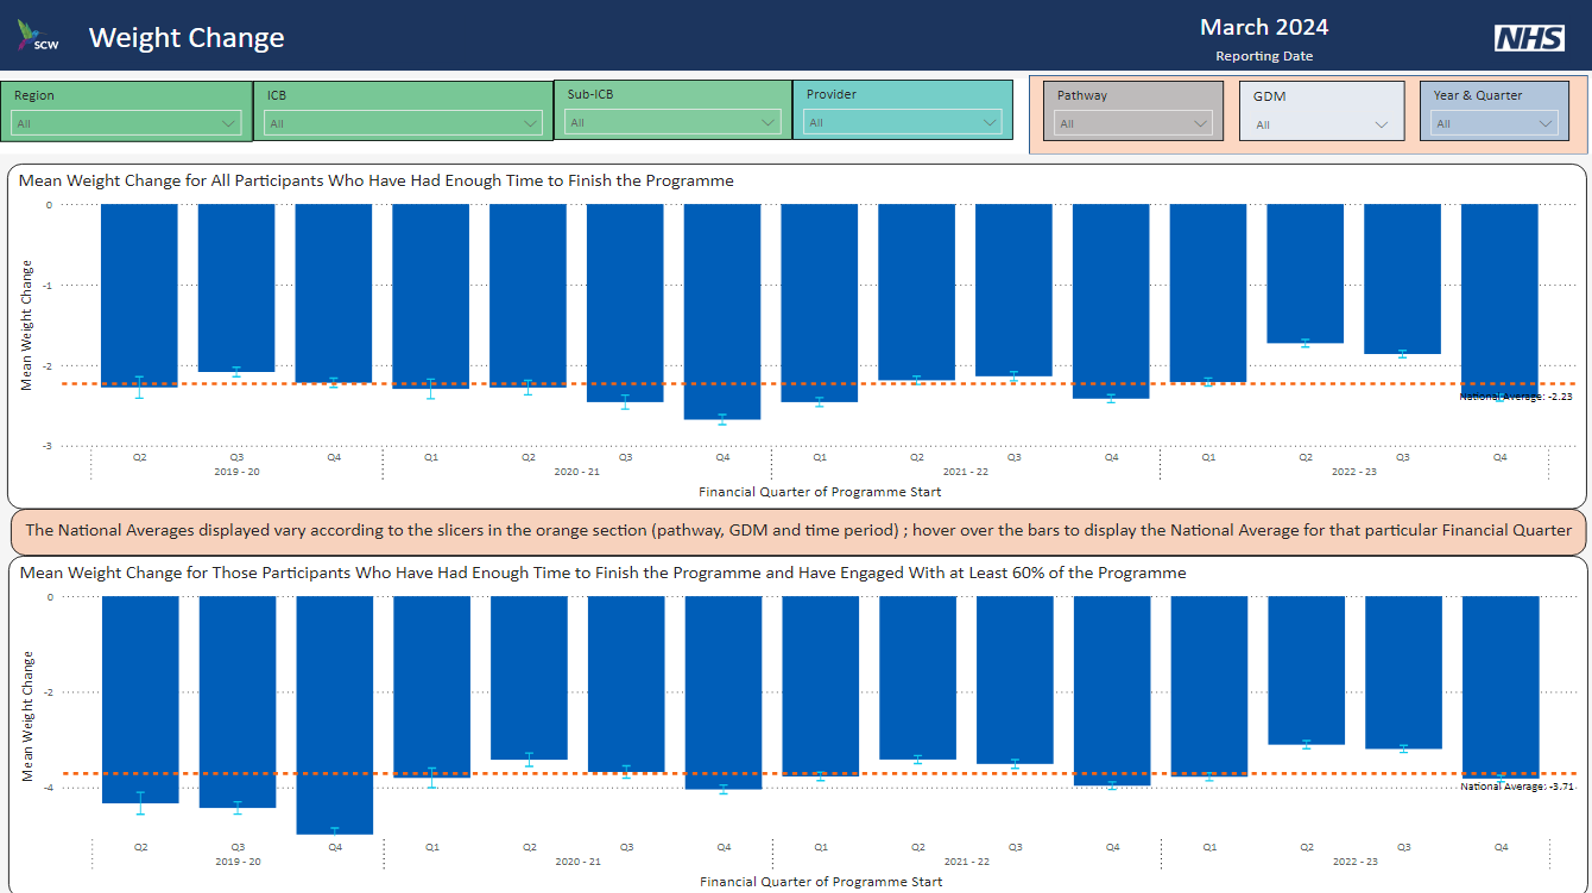 SCW
Weight Change
March 2024
Reporting Date
NHS
Region
All
ICB
All
Sub-ICB
All
Provider
All
Pathway
All
GDM
All
Year & Quarter
All
Mean Weight Change for All Participants Who Have Had Enough Time to Finish the Programme
Mean Weight Change
0
-1
-2
-3
National Average: -2.23
Q2 Q3 Q4 Q1 Q2 Q3 Q4 Q1 Q2 Q3 Q4 Q1 Q2 Q3 Q4
2019 - 20 2020 - 21 2021 - 22 2022 - 23
Financial Quarter of Programme Start
The National Averages displayed vary according to the slicers in the orange section (pathway, GDM and time period) ; hover over the bars to display the National Average for that particular Financial Quarter
Mean Weight Change for Those Participants Who Have Had Enough Time to Finish the Programme and Have Engaged With at Least 60% of the Programme
Mean Weight Change
0
-2
-4
National Average: -3.71
Q2 Q3 Q4 Q1 Q2 Q3 Q4 Q1 Q2 Q3 Q4 Q1 Q2 Q3 Q4
2019 - 20 2020 - 21 2021 - 22 2022 - 23
Financial Quarter of Programme Start